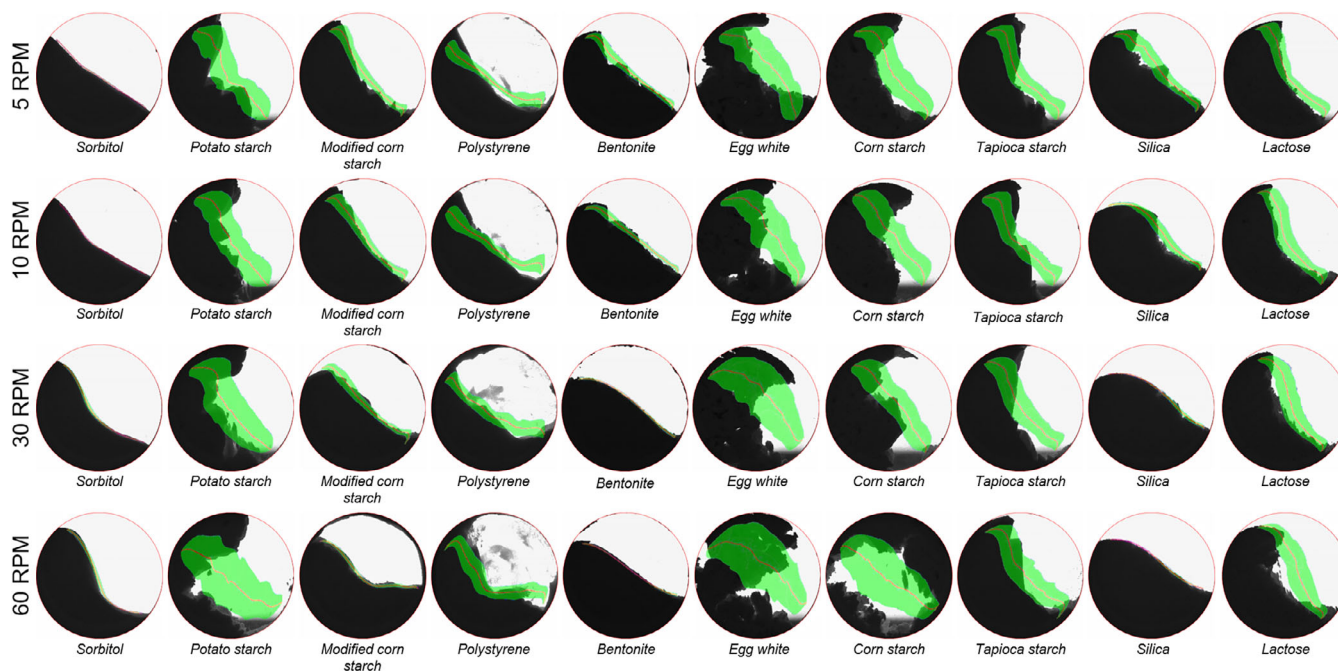 5 RPM
Sorbitol
Potato starch
Modified corn
starch
Polystyrene
Bentonite
Egg white
Corn starch
Tapioca starch
Silica
Lactose
10 RPM
Sorbitol
Potato starch
Modified corn
starch
Polystyrene
Bentonite
Egg white
Corn starch
Tapioca starch
Silica
Lactose
30 RPM
Sorbitol
Potato starch
Modified corn
starch
Polystyrene
Bentonite
Egg white
Corn starch
Tapioca starch
Silica
Lactose
60 RPM
Sorbitol
Potato starch
Modified corn
starch
Polystyrene
Bentonite
Egg white
Corn starch
Tapioca starch
Silica
Lactose